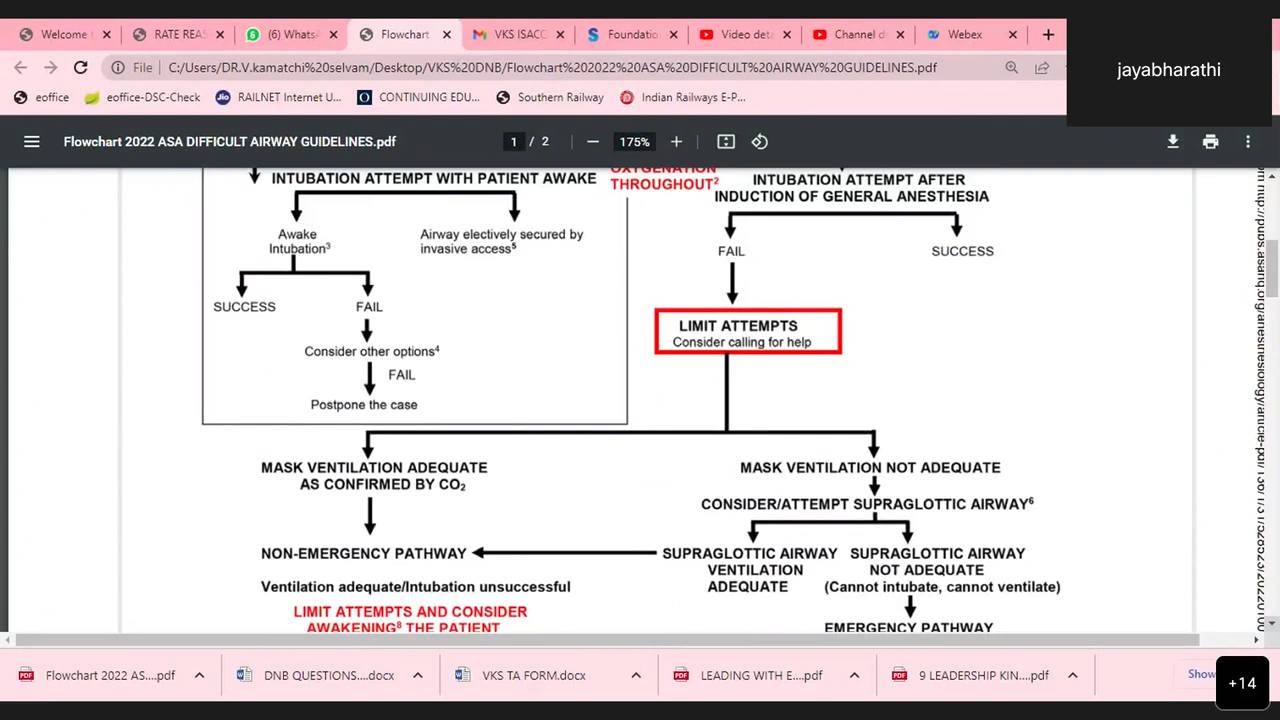 Welcome
RATE REAS
(6) Whats
Flowchart
VKS ISACC
Foundation
Video deta
Channel d
Webex
jayabharathi
File
C:/Users/DR.V.kamatchi%20selvam/Desktop/VKS%20DNB/Flowchart%202022%20ASA%20DIFFICULT%20AIRWAY%20GUIDELINES.pdf
eoffice
eoffice-DSC-Check
RAILNET Internet U...
CONTINUING EDU...
Southern Railway
Indian Railways E-P...
Flowchart 2022 ASA DIFFICULT AIRWAY GUIDELINES.pdf
1 / 2
175%
INTUBATION ATTEMPT WITH PATIENT AWAKE
OXYGENATION
THROUGHOUT²
INTUBATION ATTEMPT AFTER
INDUCTION OF GENERAL ANESTHESIA
Awake
Intubation³
Airway electively secured by
invasive access⁵
FAIL
SUCCESS
SUCCESS
FAIL
LIMIT ATTEMPTS
Consider calling for help
Consider other options⁴
FAIL
Postpone the case
MASK VENTILATION ADEQUATE
AS CONFIRMED BY CO₂
MASK VENTILATION NOT ADEQUATE
CONSIDER/ATTEMPT SUPRAGLOTTIC AIRWAY⁶
NON-EMERGENCY PATHWAY
SUPRAGLOTTIC AIRWAY
VENTILATION
ADEQUATE
SUPRAGLOTTIC AIRWAY
NOT ADEQUATE
(Cannot intubate, cannot ventilate)
Ventilation adequate/Intubation unsuccessful
LIMIT ATTEMPTS AND CONSIDER
AWAKENING⁸ THE PATIENT
EMERGENCY PATHWAY
Flowchart 2022 AS....pdf
DNB QUESTIONS....docx
VKS TA FORM.docx
LEADING WITH E....pdf
9 LEADERSHIP KIN....pdf
Show
+14